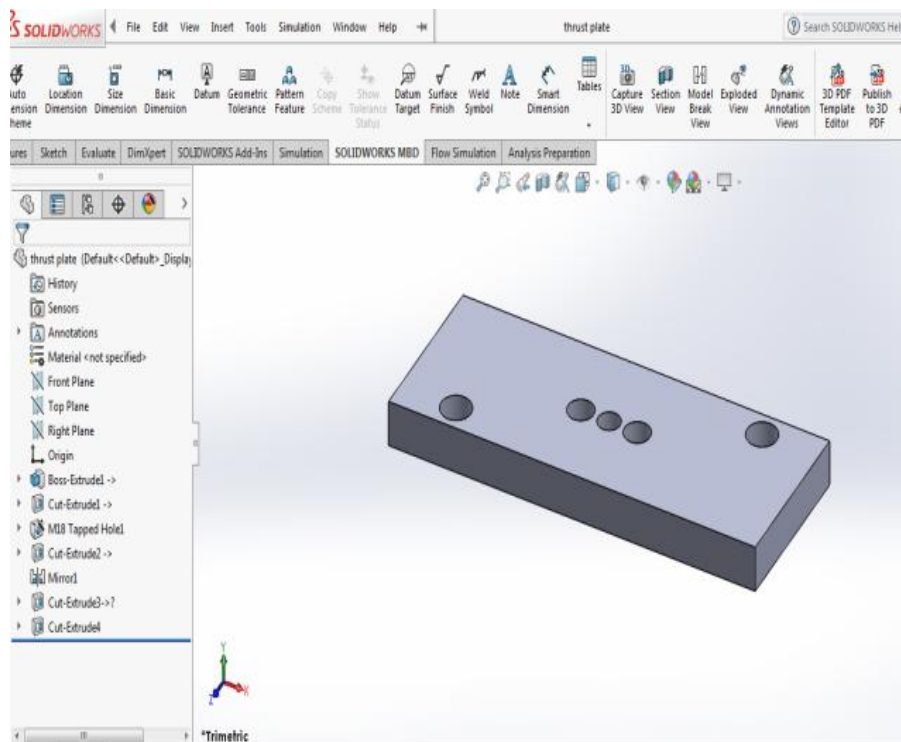 SOLIDWORKS File Edit View Insert Tools Simulation Window Help thrust plate Search SOLIDWORKS Hel
uto Location Size Basic Datum Geometric Pattern Copy Show Datum Surface Weld Note Smart Tables Capture Section Model Exploded Dynamic 3D PDF Publish
ension Dimension Dimension Dimension Tolerance Feature Scheme Tolerance Target Finish Symbol Dimension 3D View View Break View Annotation Template to 3D
heme Status View Views Editor PDF
ures Sketch Evaluate DimXpert SOLIDWORKS Add-Ins Simulation SOLIDWORKS MBD Flow Simulation Analysis Preparation
thrust plate (Default<<Default>_Display
History
Sensors
Annotations
Material <not specified>
Front Plane
Top Plane
Right Plane
Origin
Boss-Extrude1 ->
Cut-Extrude1 ->
M18 Tapped Hole1
Cut-Extrude2 ->
Mirror1
Cut-Extrude3->?
Cut-Extrude4
Y
X
Z
*Trimetric